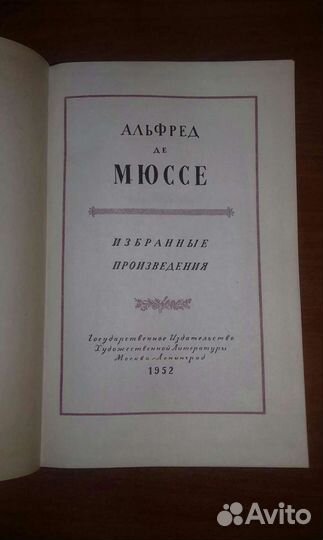 АЛЬФРЕД
ДЕ
МЮССЕ
ИЗБРАННЫЕ
ПРОИЗВЕДЕНИЯ
Государственное Издательство
Художественной Литературы
Москва-Ленинград
1952
Avito